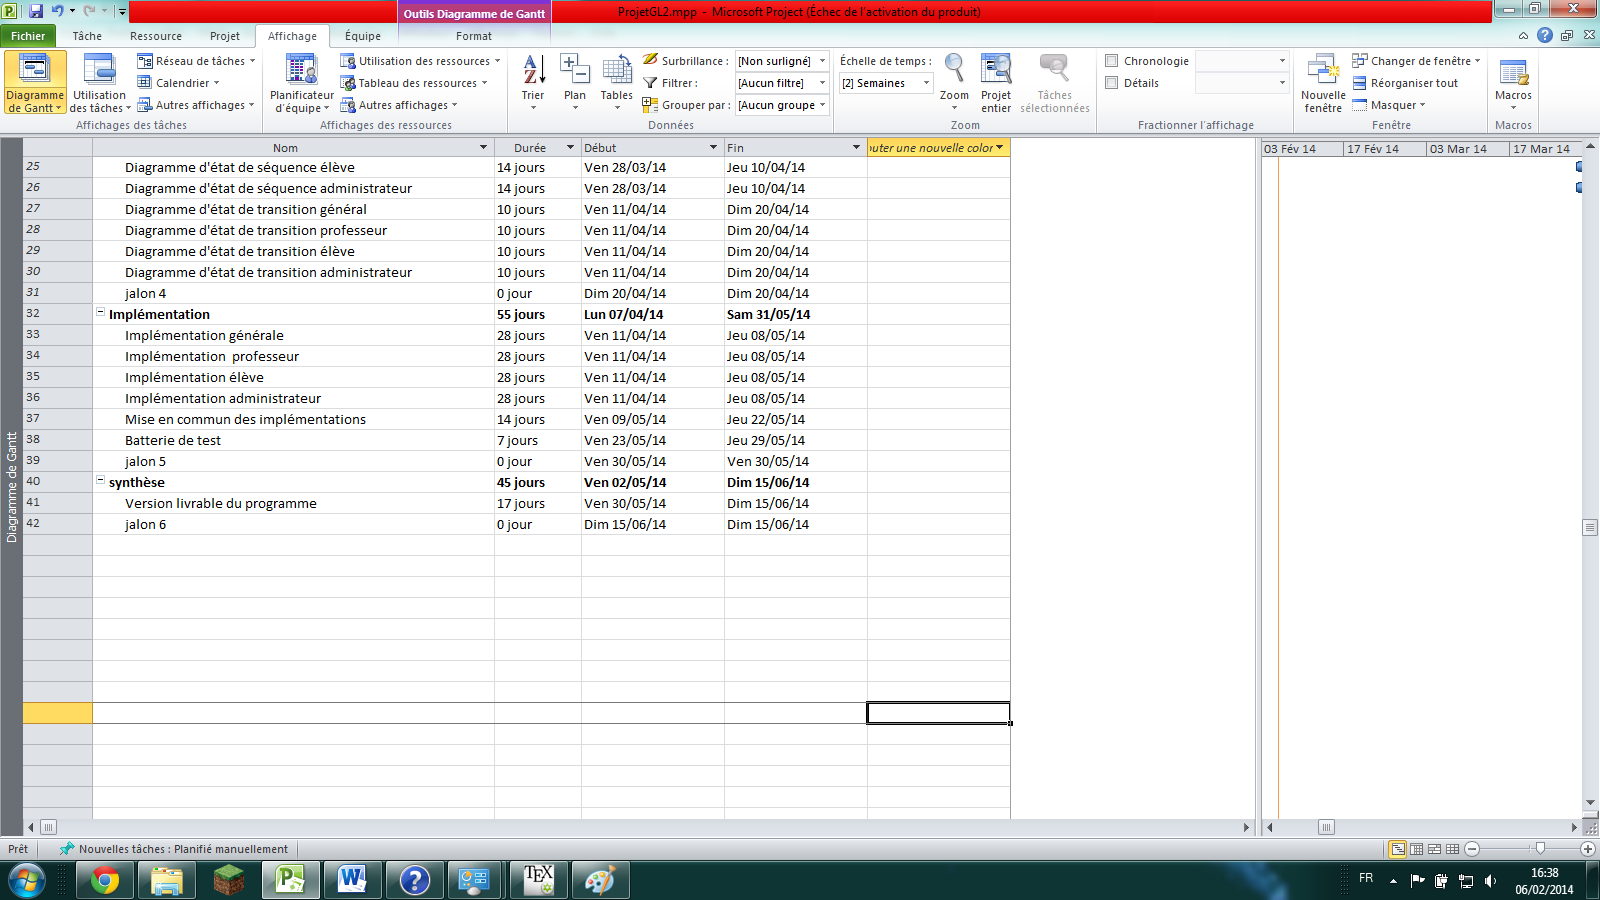 Outils Diagramme de Gantt
ProjetGL2.mpp - Microsoft Project (Échec de l'activation du produit)
Fichier Tâche Ressource Projet Affichage Équipe Format
Diagramme de Gantt
Utilisation des tâches
Réseau de tâches
Calendrier
Autres affichages
Affichages des tâches
Planificateur d'équipe
Utilisation des ressources
Tableau des ressources
Autres affichages
Affichages des ressources
Trier
Plan
Tables
Surbrillance : [Non surligné]
Filtrer : [Aucun filtre]
Grouper par : [Aucun groupe
Données
Échelle de temps :
[2] Semaines
Zoom
Projet entier
Tâches sélectionnées
Zoom
Chronologie
Détails
Fractionner l'affichage
Nouvelle fenêtre
Changer de fenêtre
Réorganiser tout
Masquer
Fenêtre
Macros
Macros
Nom Durée Début Fin outer une nouvelle color
03 Fév 14 17 Fév 14 03 Mar 14 17 Mar 14
25 Diagramme d'état de séquence élève 14 jours Ven 28/03/14 Jeu 10/04/14
26 Diagramme d'état de séquence administrateur 14 jours Ven 28/03/14 Jeu 10/04/14
27 Diagramme d'état de transition général 10 jours Ven 11/04/14 Dim 20/04/14
28 Diagramme d'état de transition professeur 10 jours Ven 11/04/14 Dim 20/04/14
29 Diagramme d'état de transition élève 10 jours Ven 11/04/14 Dim 20/04/14
30 Diagramme d'état de transition administrateur 10 jours Ven 11/04/14 Dim 20/04/14
31 jalon 4 0 jour Dim 20/04/14 Dim 20/04/14
32 Implémentation 55 jours Lun 07/04/14 Sam 31/05/14
33 Implémentation générale 28 jours Ven 11/04/14 Jeu 08/05/14
34 Implémentation professeur 28 jours Ven 11/04/14 Jeu 08/05/14
35 Implémentation élève 28 jours Ven 11/04/14 Jeu 08/05/14
36 Implémentation administrateur 28 jours Ven 11/04/14 Jeu 08/05/14
37 Mise en commun des implémentations 14 jours Ven 09/05/14 Jeu 22/05/14
38 Batterie de test 7 jours Ven 23/05/14 Jeu 29/05/14
39 jalon 5 0 jour Ven 30/05/14 Ven 30/05/14
40 synthèse 45 jours Ven 02/05/14 Dim 15/06/14
41 Version livrable du programme 17 jours Ven 30/05/14 Dim 15/06/14
42 jalon 6 0 jour Dim 15/06/14 Dim 15/06/14
Diagramme de Gantt
Prêt Nouvelles tâches : Planifié manuellement
TEX
FR
16:38
06/02/2014